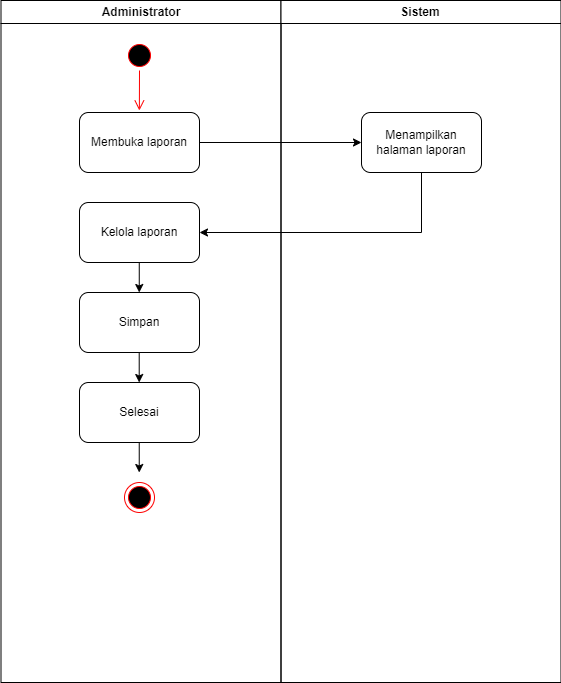 Administrator
Sistem
Membuka laporan
Menampilkan
halaman laporan
Kelola laporan
Simpan
Selesai